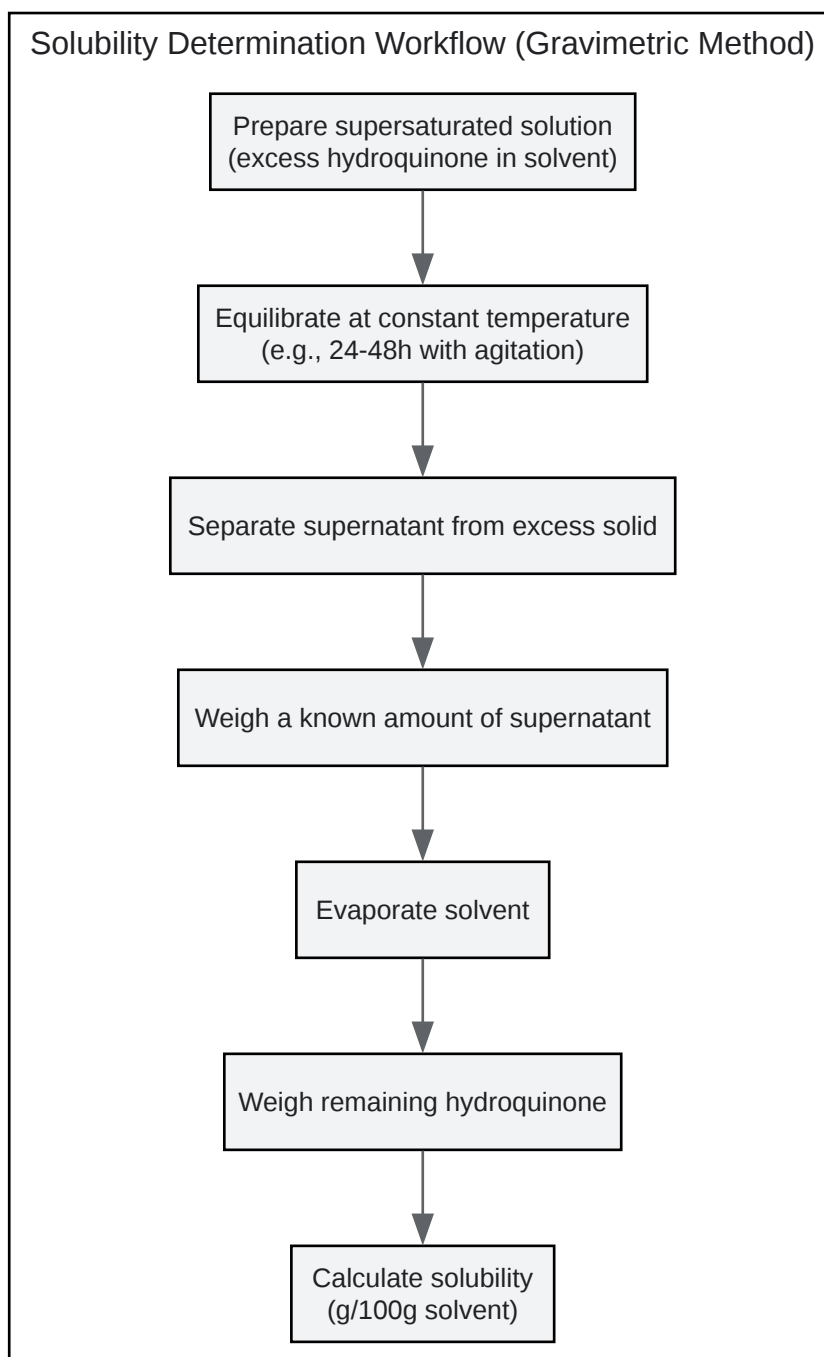 Solubility Determination Workflow (Gravimetric Method)
Prepare supersaturated solution
(excess hydroquinone in solvent)
Equilibrate at constant temperature
(e.g., 24-48h with agitation)
Separate supernatant from excess solid
Weigh a known amount of supernatant
Evaporate solvent
Weigh remaining hydroquinone
Calculate solubility
(g/100g solvent)